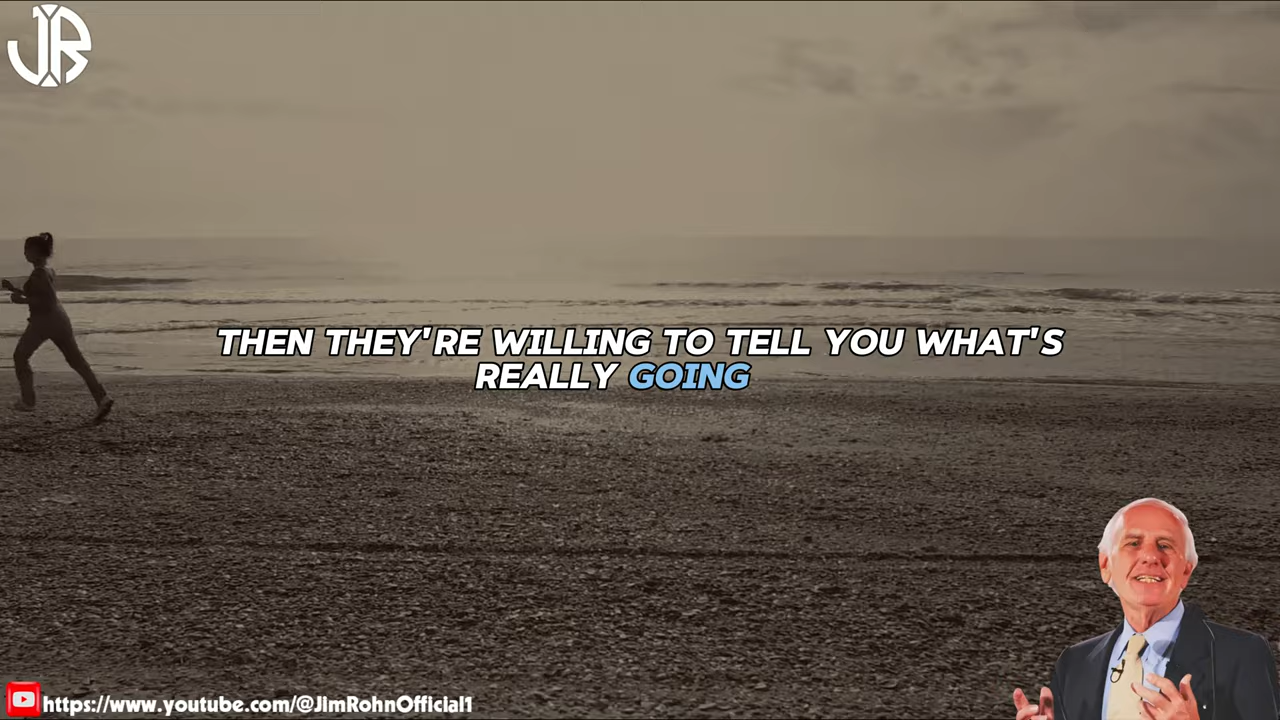 JR
THEN THEY'RE WILLING TO TELL YOU WHAT'S
REALLY GOING
https://www.youtube.com/@JimRohnOfficial1